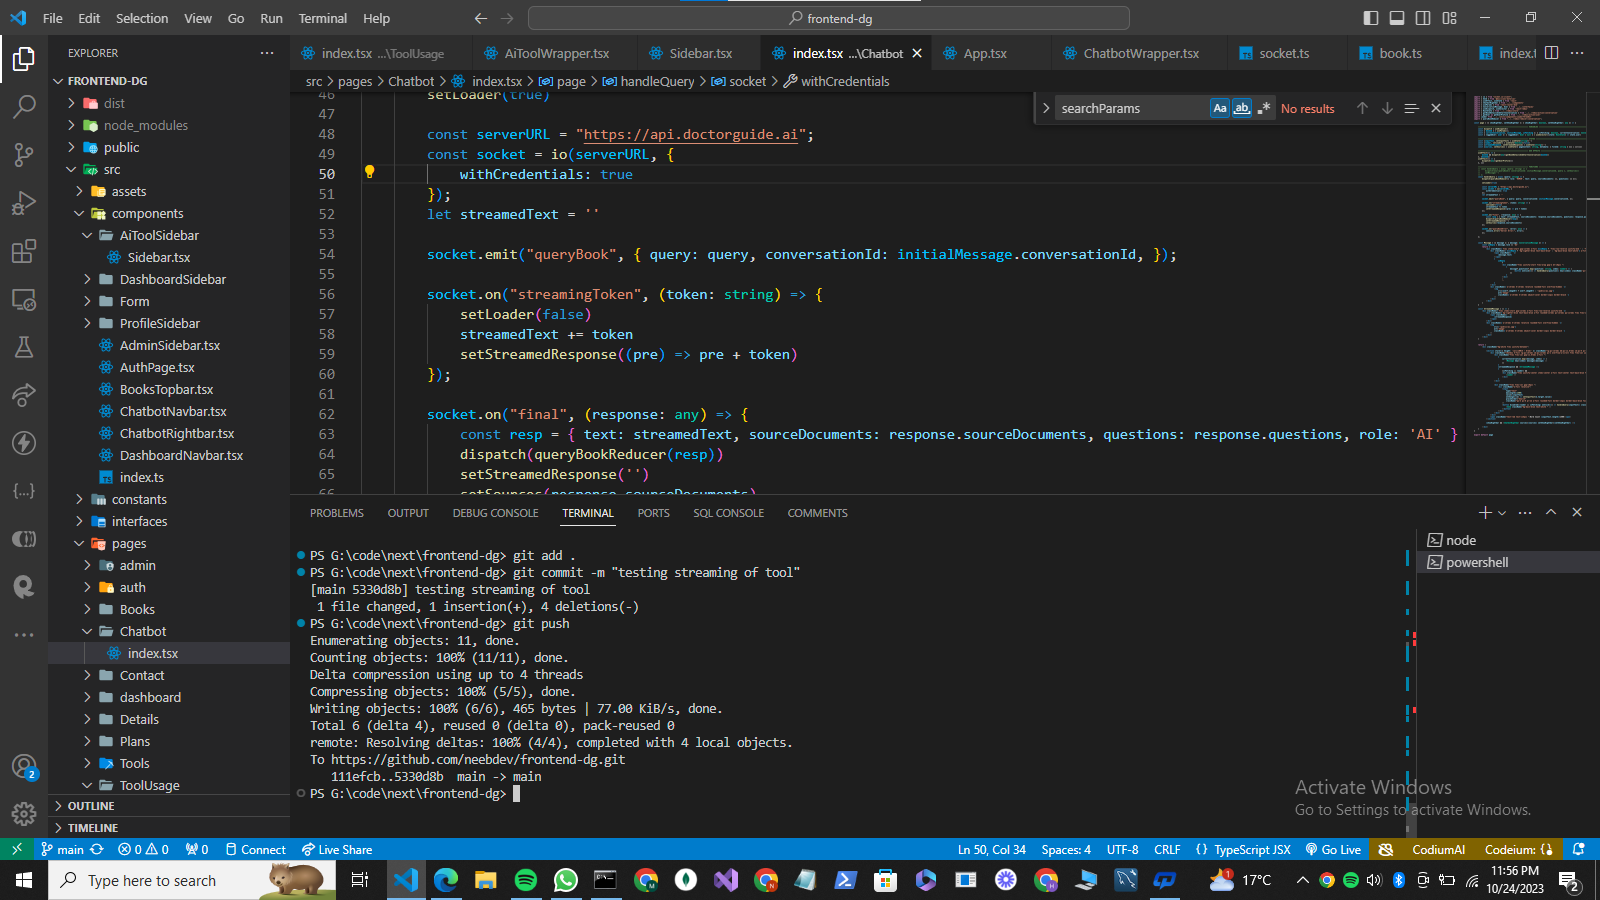 File Edit Selection View Go Run Terminal Help
frontend-dg
EXPLORER
index.tsx ...\ToolUsage
AiToolWrapper.tsx
Sidebar.tsx
index.tsx ...\Chatbot
App.tsx
ChatbotWrapper.tsx
socket.ts
book.ts
index.t
src > pages > Chatbot > index.tsx > page > handleQuery > socket > withCredentials
FRONTEND-DG
dist
node_modules
public
src
assets
components
AiToolSidebar
Sidebar.tsx
DashboardSidebar
Form
ProfileSidebar
AdminSidebar.tsx
AuthPage.tsx
BooksTopbar.tsx
ChatbotNavbar.tsx
ChatbotRightbar.tsx
DashboardNavbar.tsx
index.ts
constants
interfaces
pages
admin
auth
Books
Chatbot
index.tsx
Contact
dashboard
Details
Plans
Tools
ToolUsage
OUTLINE
TIMELINE
searchParams
Aa
ab
No results
46 setLoader(true)
47
48 const serverURL = "https://api.doctorguide.ai";
49 const socket = io(serverURL, {
50 withCredentials: true
51 });
52 let streamedText = ''
53
54 socket.emit("queryBook", { query: query, conversationId: initialMessage.conversationId, });
55
56 socket.on("streamingToken", (token: string) => {
57 setLoader(false)
58 streamedText += token
59 setStreamedResponse((pre) => pre + token)
60 });
61
62 socket.on("final", (response: any) => {
63 const resp = { text: streamedText, sourceDocuments: response.sourceDocuments, questions: response.questions, role: 'AI' }
64 dispatch(queryBookReducer(resp))
65 setStreamedResponse('')
66 setSources(response.sourceDocuments)
PROBLEMS OUTPUT DEBUG CONSOLE TERMINAL PORTS SQL CONSOLE COMMENTS
node
powershell
PS G:\code\next\frontend-dg> git add .
PS G:\code\next\frontend-dg> git commit -m "testing streaming of tool"
[main 5330d8b] testing streaming of tool
1 file changed, 1 insertion(+), 4 deletions(-)
PS G:\code\next\frontend-dg> git push
Enumerating objects: 11, done.
Counting objects: 100% (11/11), done.
Delta compression using up to 4 threads
Compressing objects: 100% (5/5), done.
Writing objects: 100% (6/6), 465 bytes | 77.00 KiB/s, done.
Total 6 (delta 4), reused 0 (delta 0), pack-reused 0
remote: Resolving deltas: 100% (4/4), completed with 4 local objects.
To https://github.com/neebdev/frontend-dg.git
111efcb..5330d8b main -> main
PS G:\code\next\frontend-dg>
Activate Windows
Go to Settings to activate Windows.
2
main 0 0 0 Connect Live Share
Ln 50, Col 34 Spaces: 4 UTF-8 CRLF {} TypeScript JSX Go Live CodiumAI Codeium: {}
Type here to search
1
17°C
11:56 PM
10/24/2023
2